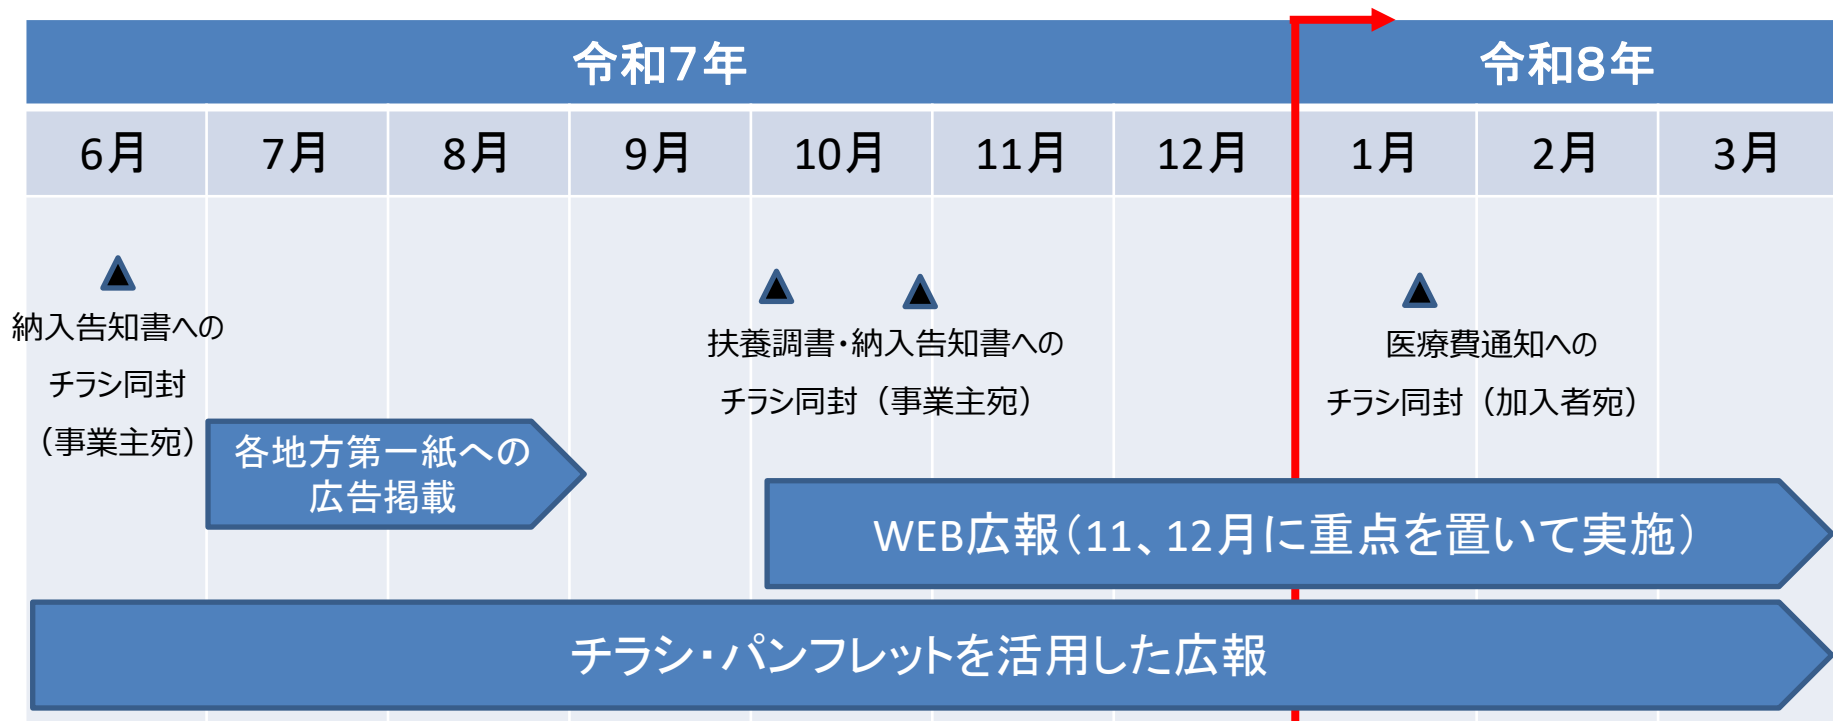 令和7年
令和8年
6月
7月
8月
9月
10月
11月
12月
1月
2月
3月
納入告知書への
チラシ同封
（事業主宛）
扶養調書・納入告知書への
チラシ同封（事業主宛）
医療費通知への
チラシ同封（加入者宛）
各地方第一紙への
広告掲載
WEB広報（11、12月に重点を置いて実施）
チラシ・パンフレットを活用した広報